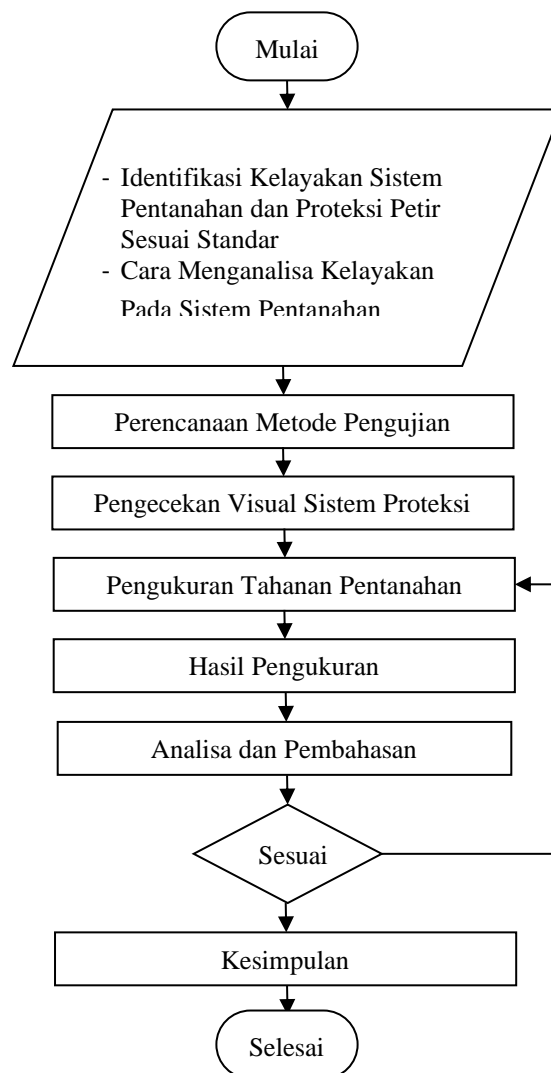 Mulai
- Identifikasi Kelayakan Sistem
Pentanahan dan Proteksi Petir
Sesuai Standar
- Cara Menganalisa Kelayakan
Pada Sistem Pentanahan
Perencanaan Metode Pengujian
Pengecekan Visual Sistem Proteksi
Pengukuran Tahanan Pentanahan
Hasil Pengukuran
Analisa dan Pembahasan
Sesuai
Kesimpulan
Selesai